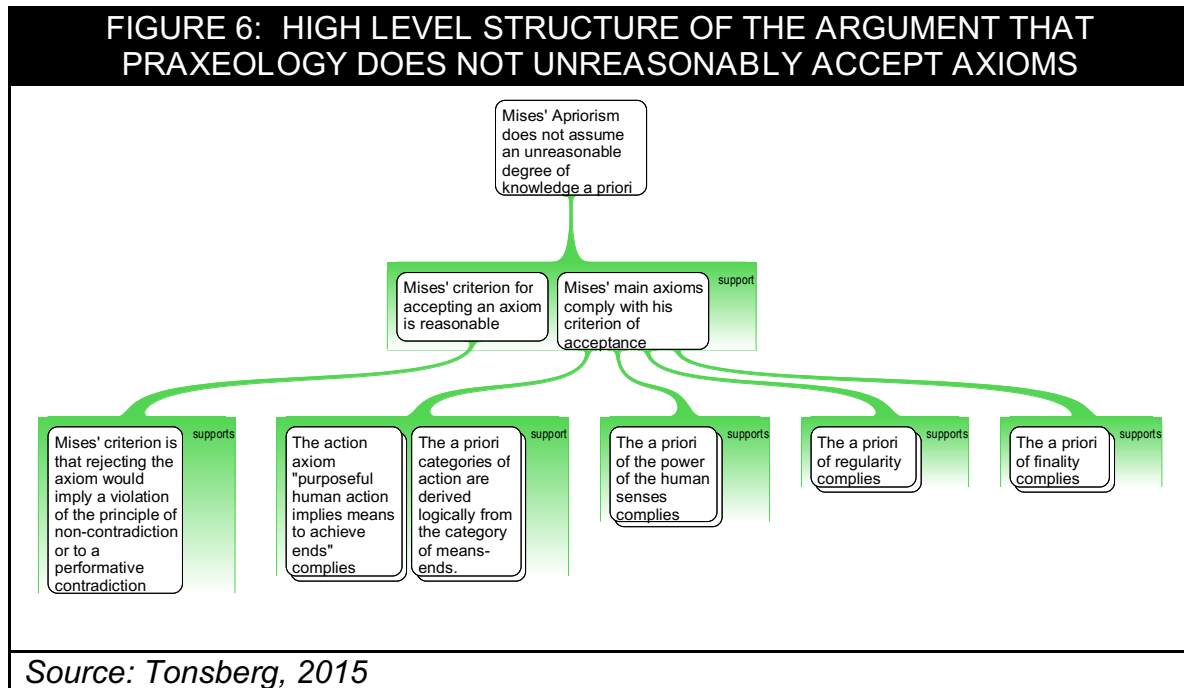 FIGURE 6: HIGH LEVEL STRUCTURE OF THE ARGUMENT THAT
PRAXEOLOGY DOES NOT UNREASONABLY ACCEPT AXIOMS
Mises' Apriorism
does not assume
an unreasonable
degree of
knowledge a priori
Mises' criterion for
accepting an axiom
is reasonable
Mises' main axioms
comply with his
criterion of
acceptance
support
Mises' criterion is
that rejecting the
axiom would
imply a violation
of the principle of
non-contradiction
or to a
performative
contradiction
supports
The action
axiom
"purposeful
human action
implies means
to achieve
ends"
complies
The a priori
categories of
action are
derived
logically from
the category
of means-
ends.
support
The a priori
of the power
of the human
senses
complies
supports
The a priori
of regularity
complies
supports
The a priori
of finality
complies
supports
Source: Tonsberg, 2015